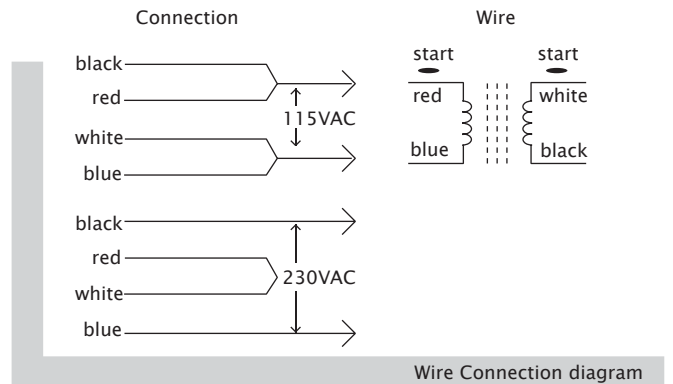 Connection
black
red
115VAC
white
blue
black
red
230VAC
white
blue
Wire
start start
red white
blue black
Wire Connection diagram